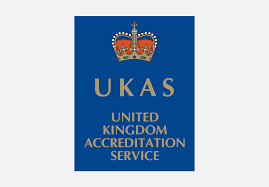 UKAS
UNITED
KINGDOM
ACCREDITATION
SERVICE